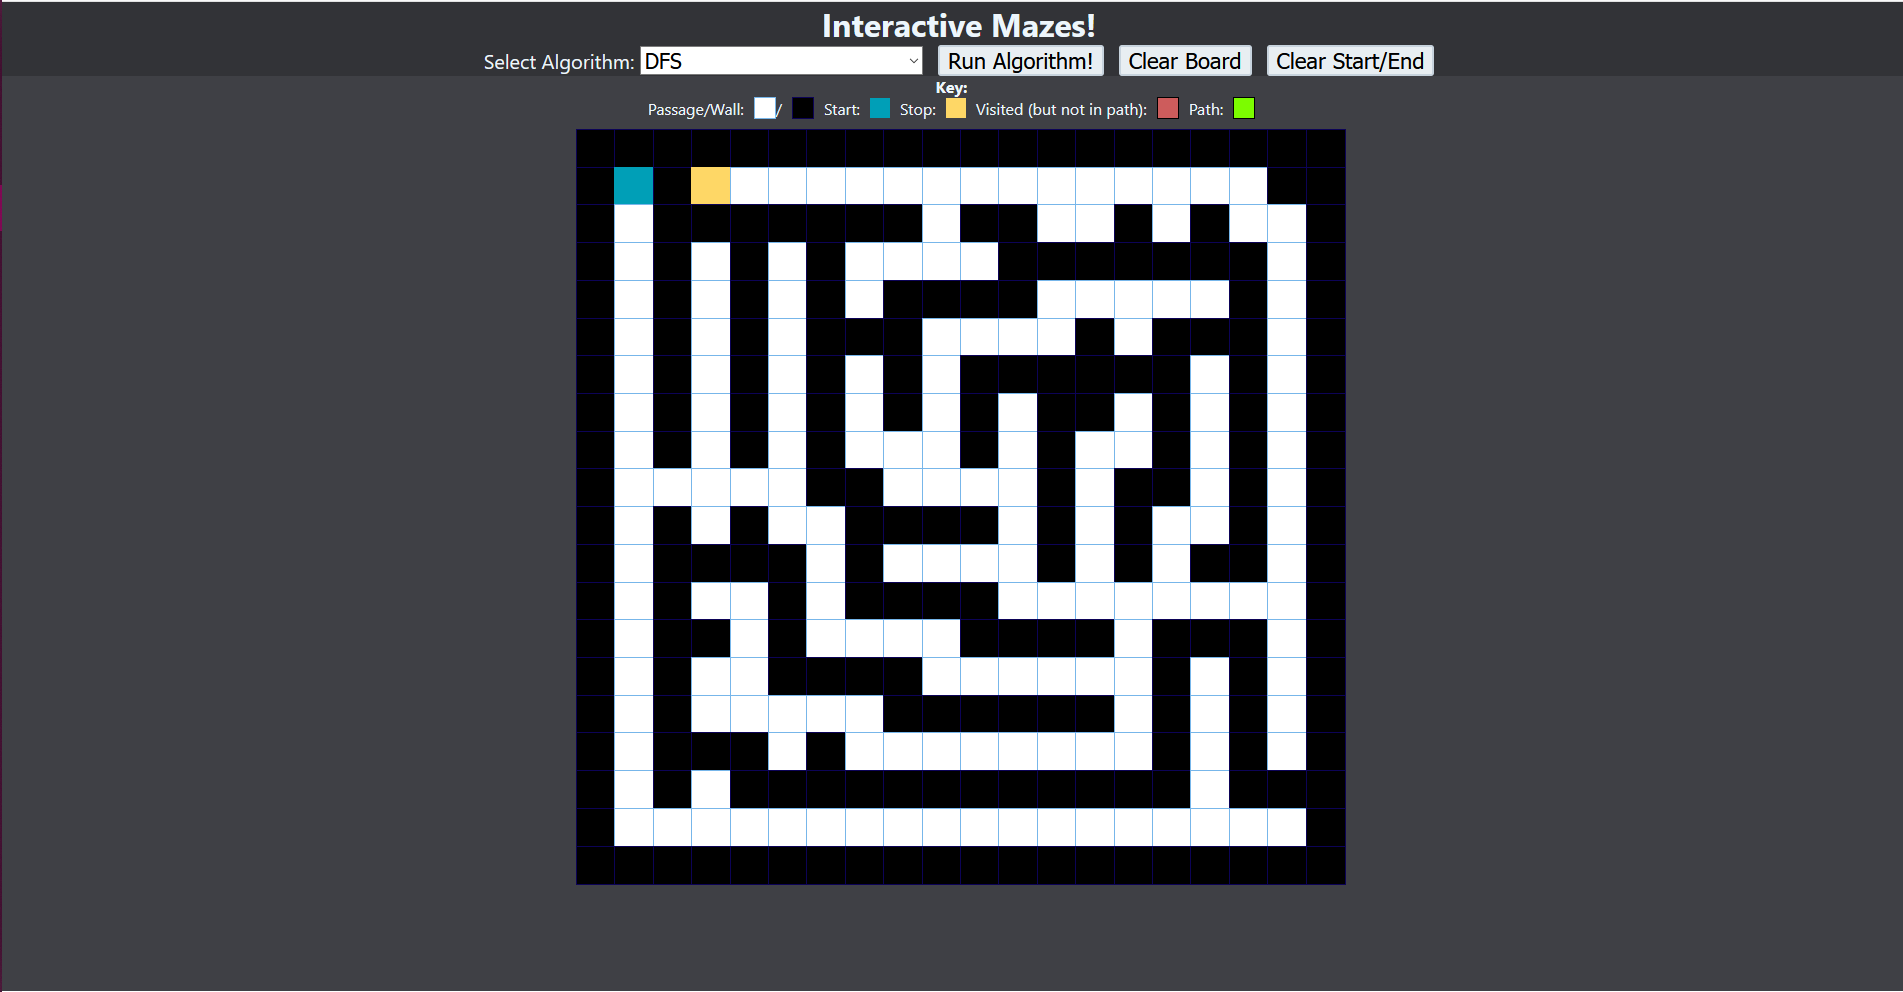 Interactive Mazes!
Select Algorithm: DFS Run Algorithm! Clear Board Clear Start/End
Key:
Passage/Wall: / Start: Stop: Visited (but not in path): Path: